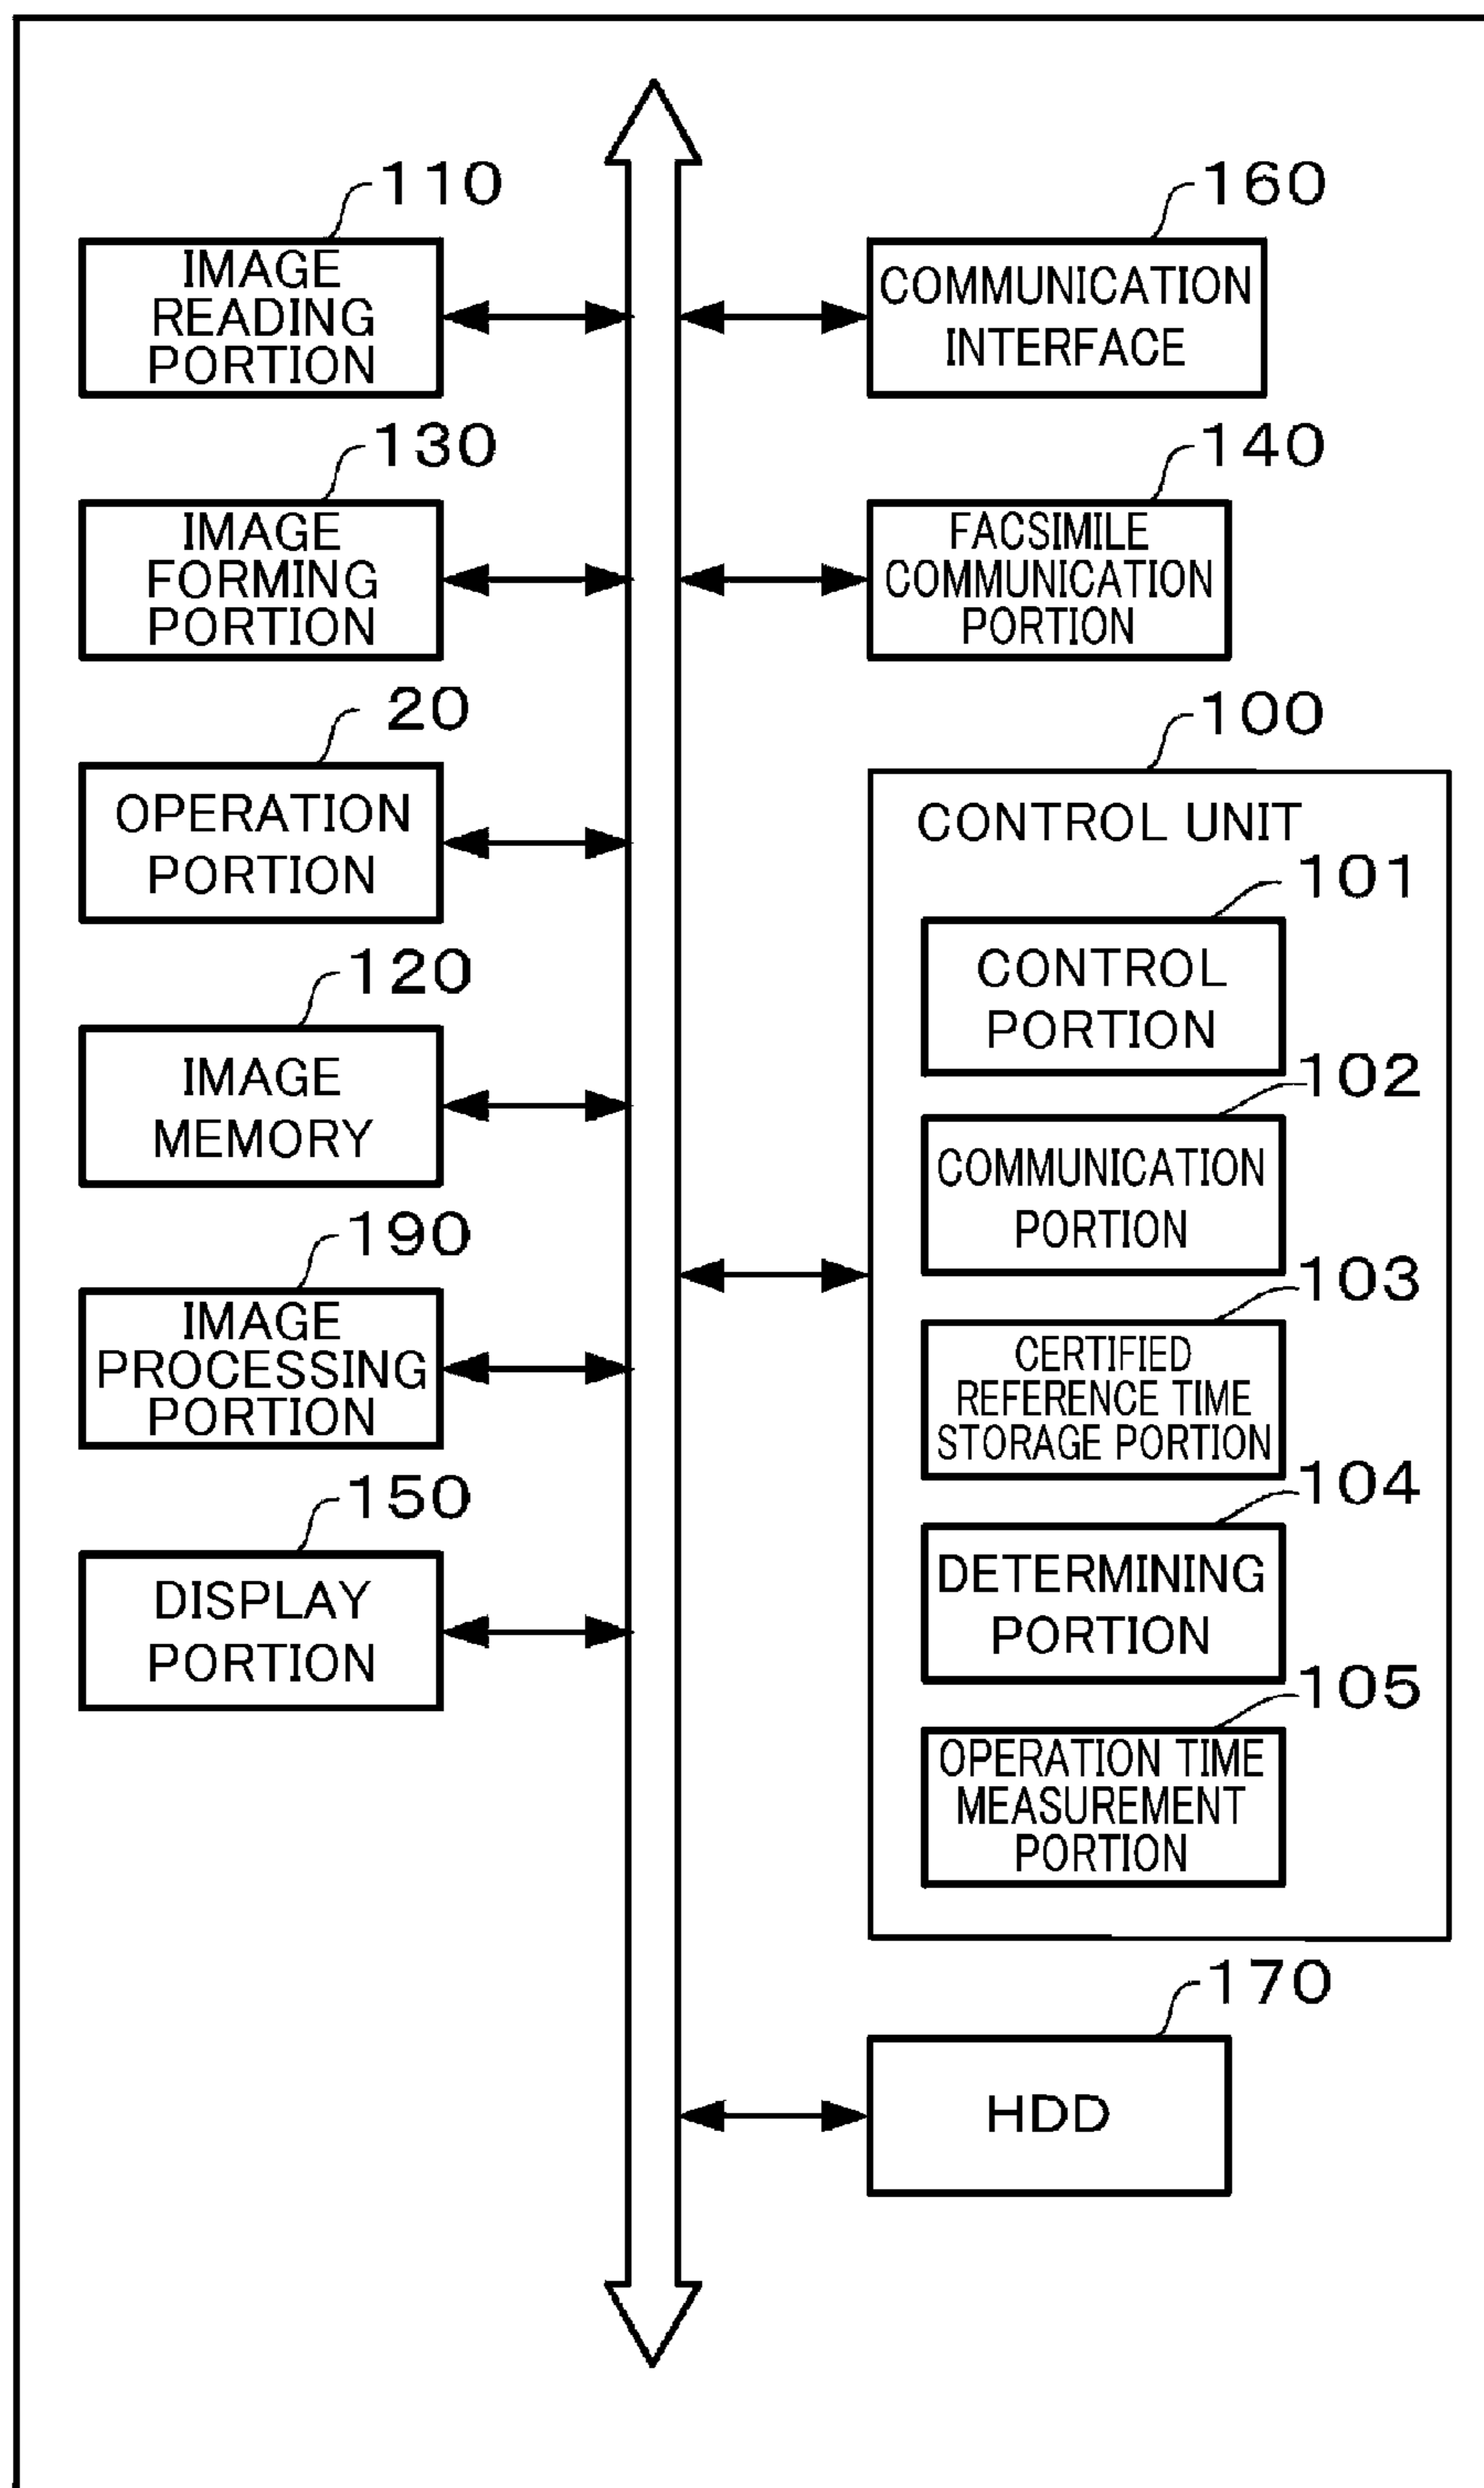 110
IMAGE
READING
PORTION
130
IMAGE
FORMING
PORTION
20
OPERATION
PORTION
120
IMAGE
MEMORY
190
IMAGE
PROCESSING
PORTION
150
DISPLAY
PORTION
160
COMMUNICATION
INTERFACE
140
FACSIMILE
COMMUNICATION
PORTION
100
CONTROL UNIT
101
CONTROL
PORTION
102
COMMUNICATION
PORTION
103
CERTIFIED
REFERENCE TIME
STORAGE PORTION
104
DETERMINING
PORTION
105
OPERATION TIME
MEASUREMENT
PORTION
170
HDD